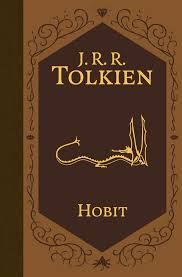 J. R. R.
TOLKIEN
HOBIT